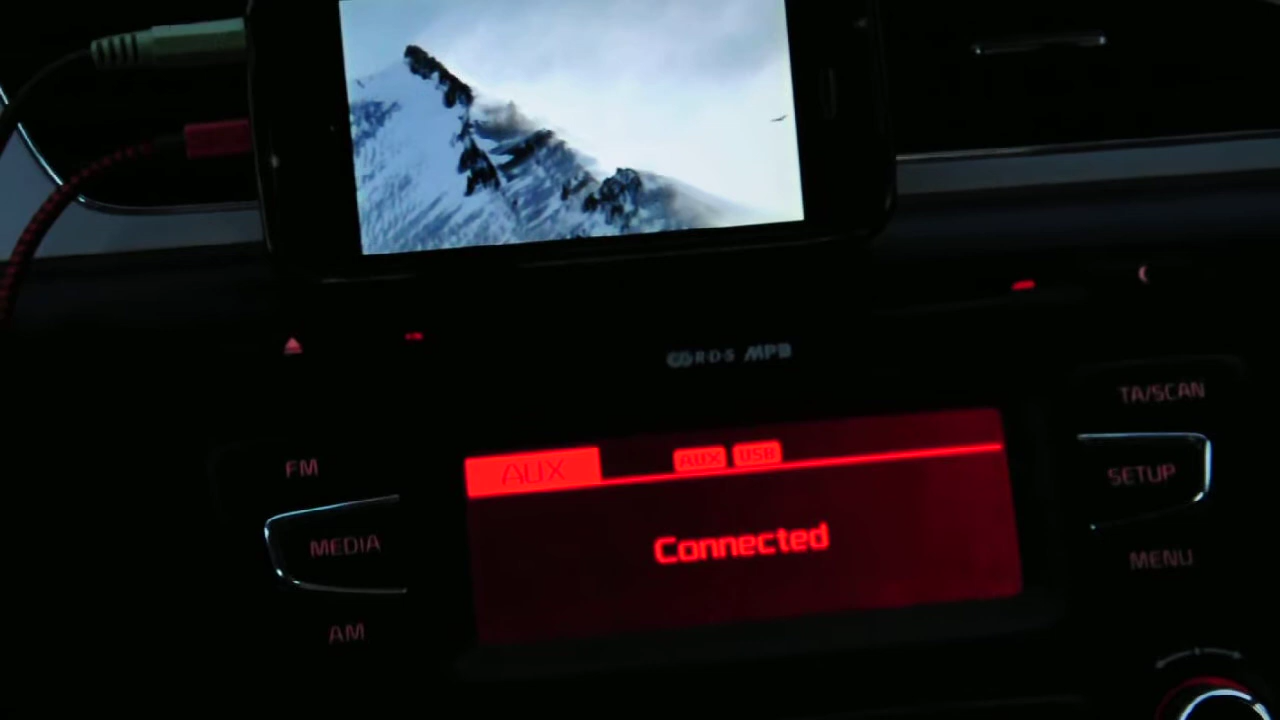 RDS MP3
TA/SCAN
FM
AUX AUX USB
SETUP
MEDIA
Connected
MENU
AM